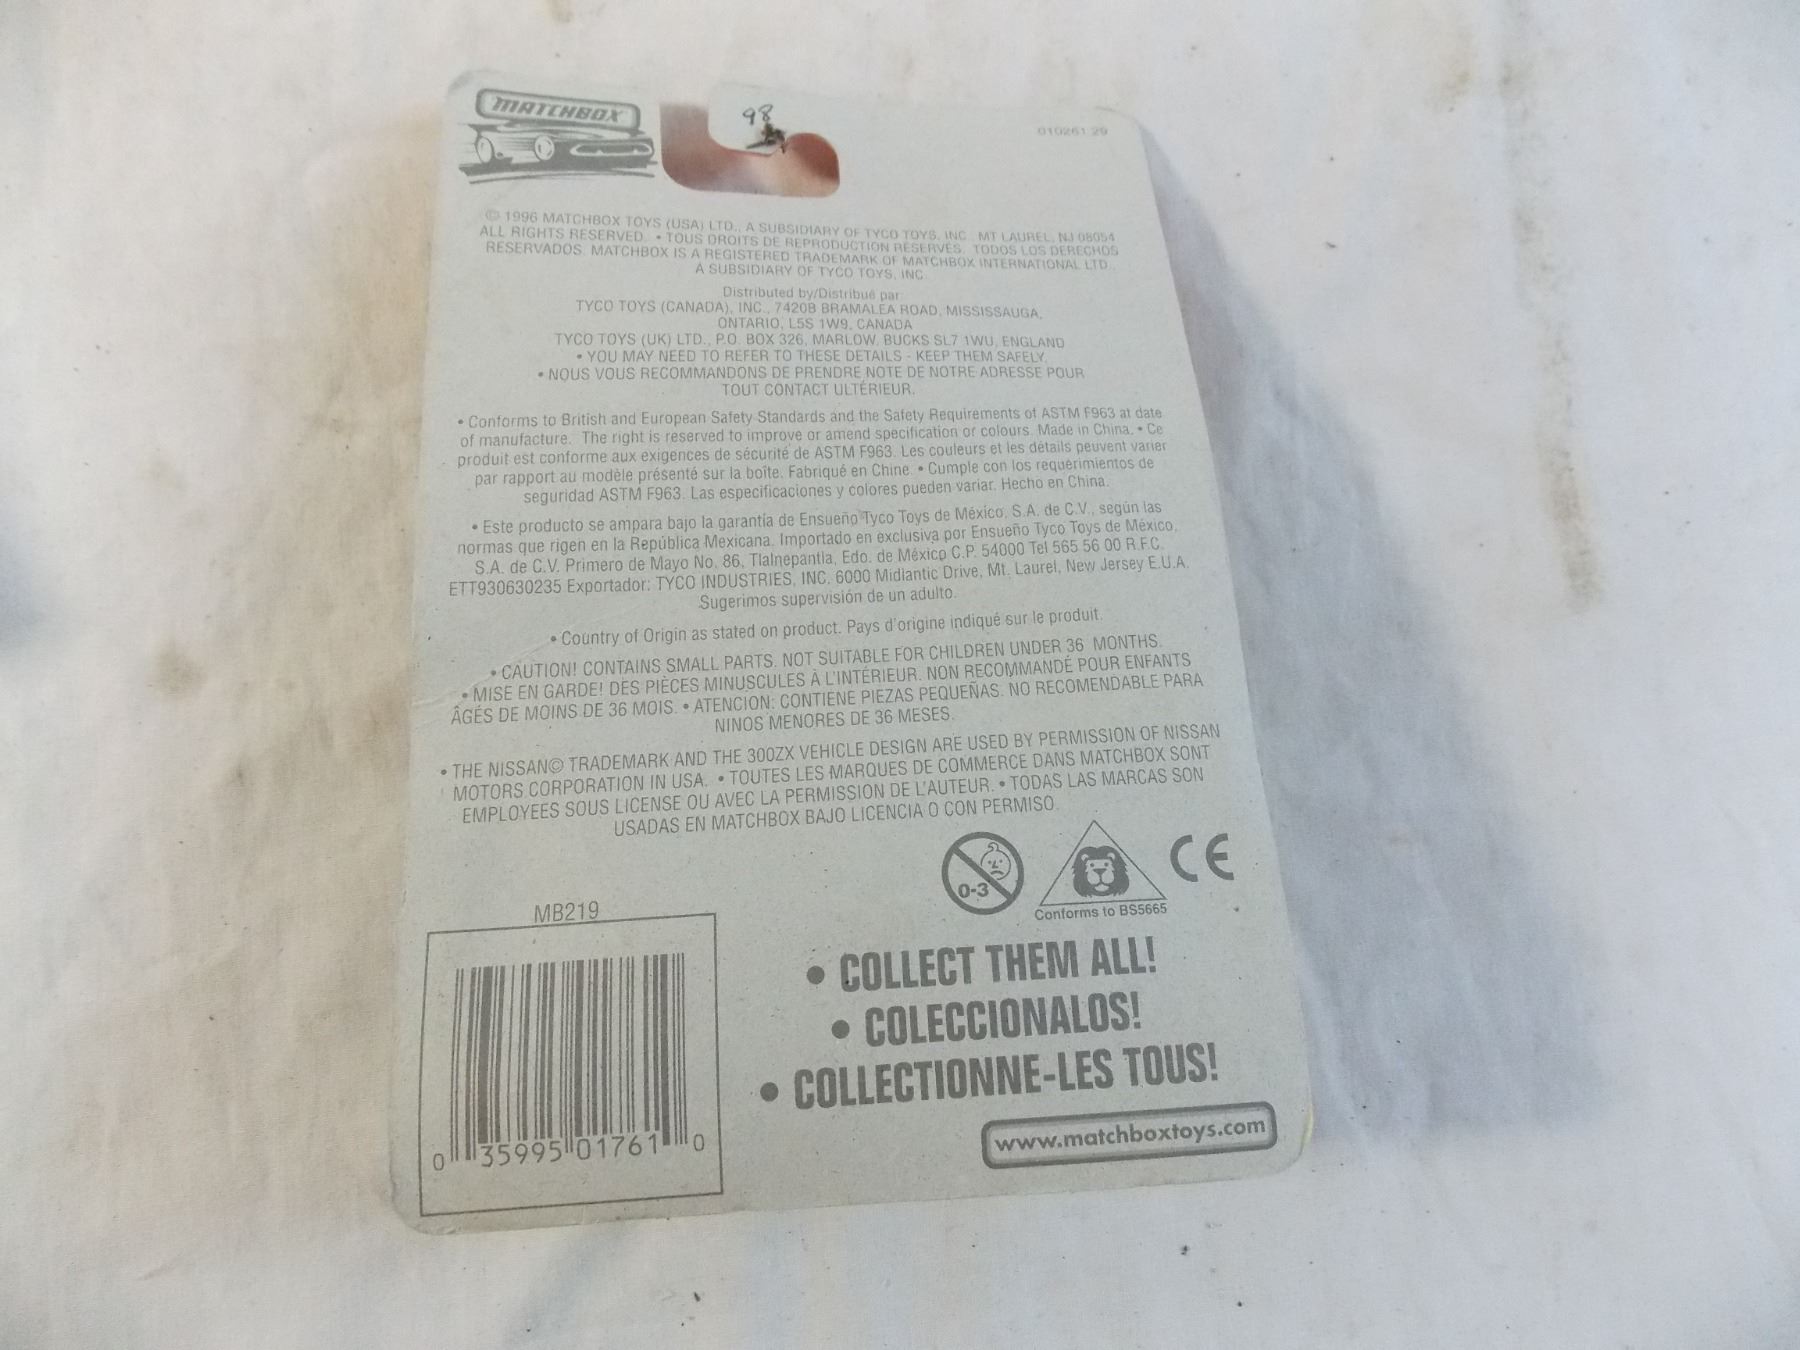 MATCHBOX
98
010261 29
© 1996 MATCHBOX TOYS (USA) LTD., A SUBSIDIARY OF TYCO TOYS, INC. MT LAUREL, NJ 08054
ALL RIGHTS RESERVED. • TOUS DROITS DE REPRODUCTION RÉSERVÉS. TODOS LOS DERECHOS
RESERVADOS. MATCHBOX IS A REGISTERED TRADEMARK OF MATCHBOX INTERNATIONAL LTD.,
A SUBSIDIARY OF TYCO TOYS, INC.
Distributed by/Distribué par:
TYCO TOYS (CANADA), INC., 7420B BRAMALEA ROAD, MISSISSAUGA,
ONTARIO, L5S 1W9, CANADA
TYCO TOYS (UK) LTD., P.O. BOX 326, MARLOW, BUCKS SL7 1WU, ENGLAND
• YOU MAY NEED TO REFER TO THESE DETAILS - KEEP THEM SAFELY.
• NOUS VOUS RECOMMANDONS DE PRENDRE NOTE DE NOTRE ADRESSE POUR
TOUT CONTACT ULTÉRIEUR.
• Conforms to British and European Safety Standards and the Safety Requirements of ASTM F963 at date
of manufacture. The right is reserved to improve or amend specification or colours. Made in China. • Ce
produit est conforme aux exigences de sécurité de ASTM F963. Les couleurs et les détails peuvent varier
par rapport au modèle présenté sur la boîte. Fabriqué en Chine. • Cumple con los requerimientos de
seguridad ASTM F963. Las especificaciones y colores pueden variar. Hecho en China.
• Este producto se ampara bajo la garantía de Ensueño Tyco Toys de México, S.A. de C.V., según las
normas que rigen en la República Mexicana. Importado en exclusiva por Ensueño Tyco Toys de México,
S.A. de C.V. Primero de Mayo No. 86, Tlalnepantla, Edo. de México C.P. 54000 Tel 565 56 00 R.F.C.
ETT930630235 Exportador: TYCO INDUSTRIES, INC. 6000 Midlantic Drive, Mt. Laurel, New Jersey E.U.A.
Sugerimos supervisión de un adulto.
• Country of Origin as stated on product. Pays d'origine indiqué sur le produit.
• CAUTION! CONTAINS SMALL PARTS. NOT SUITABLE FOR CHILDREN UNDER 36 MONTHS.
• MISE EN GARDE! DES PIÈCES MINUSCULES À L'INTÉRIEUR. NON RECOMMANDÉ POUR ENFANTS
ÂGÉS DE MOINS DE 36 MOIS. • ATENCION: CONTIENE PIEZAS PEQUEÑAS. NO RECOMENDABLE PARA
NINOS MENORES DE 36 MESES.
• THE NISSAN© TRADEMARK AND THE 300ZX VEHICLE DESIGN ARE USED BY PERMISSION OF NISSAN
MOTORS CORPORATION IN USA. • TOUTES LES MARQUES DE COMMERCE DANS MATCHBOX SONT
EMPLOYEES SOUS LICENSE OU AVEC LA PERMISSION DE L'AUTEUR. • TODAS LAS MARCAS SON
USADAS EN MATCHBOX BAJO LICENCIA O CON PERMISO.
0-3
CE
Conforms to BS5665
MB219
0 35995 01761 0
• COLLECT THEM ALL!
• COLECCIONALOS!
• COLLECTIONNE-LES TOUS!
www.matchboxtoys.com